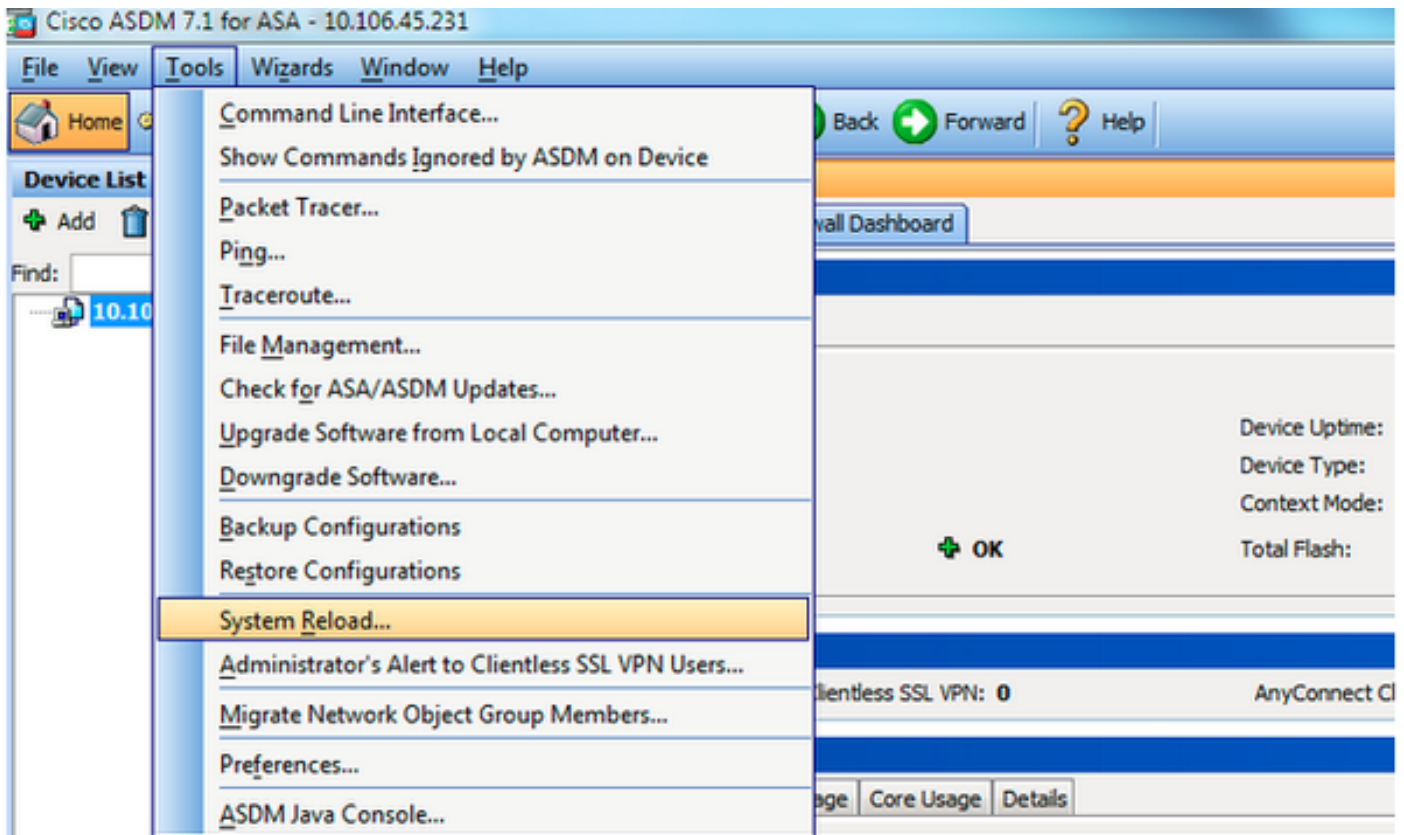 Cisco ASDM 7.1 for ASA - 10.106.45.231
File View Tools Wizards Window Help
Home
Back Forward Help
Device List
Add
Find:
10.10
Command Line Interface...
Show Commands Ignored by ASDM on Device
Packet Tracer...
Ping...
Traceroute...
File Management...
Check for ASA/ASDM Updates...
Upgrade Software from Local Computer...
Downgrade Software...
Backup Configurations
Restore Configurations
System Reload...
Administrator's Alert to Clientless SSL VPN Users...
Migrate Network Object Group Members...
Preferences...
ASDM Java Console...
wall Dashboard
Device Uptime:
Device Type:
Context Mode:
OK Total Flash:
lientless SSL VPN: 0 AnyConnect Cl
age Core Usage Details